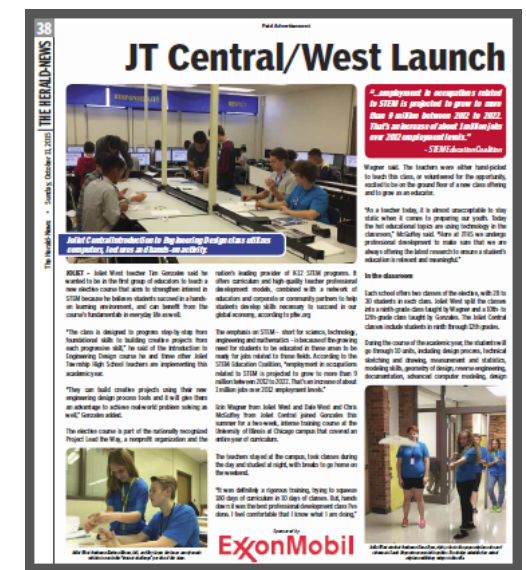 38
THE HERALD-NEWS
The Herald-News • Sunday, October 11, 2015
Paid Advertisement
JT Central/West Launch
Joliet Central Introduction to Engineering Design class utilizes
computers, lectures and hands-on activity.
JOLIET – Joliet West teacher Tim Gonzales said he
wanted to be in the first group of educators to teach a
new elective course that aims to strengthen interest in
STEM because he believes students succeed in a hands-
on learning environment, and can benefit from the
course's fundamentals in everyday life as well.
"The class is designed to progress step-by-step from
foundational skills to building creative projects from
each progressive skill," he said of the Introduction to
Engineering Design course he and three other Joliet
Township High School teachers are implementing this
academic year.
"They can build creative projects using their new
engineering design process tools and it will give them
an advantage to achieve real-world problem solving as
well," Gonzales added.
The elective course is part of the nationally recognized
Project Lead the Way, a nonprofit organization and the
nation's leading provider of K-12 STEM programs. It
offers curriculum and high-quality teacher professional
development models, combined with a network of
educators and corporate or community partners to help
students develop skills necessary to succeed in our
global economy, according to pltw.org
The emphasis on STEM – short for science, technology,
engineering and mathematics – is because of the growing
need for students to be educated in these areas to be
ready for jobs related to those fields. According to the
STEM Education Coalition, "employment in occupations
related to STEM is projected to grow to more than 9
million between 2012 to 2022. That's an increase of about
1 million jobs over 2012 employment levels."
Erin Wagner from Joliet West and Dale West and Chris
McGuffey from Joliet Central joined Gonzales this
summer for a two-week, intense training course at the
University of Illinois at Chicago campus that covered an
entire year of curriculum.
The teachers stayed at the campus, took classes during
the day and studied at night, with breaks to go home on
the weekend.
"It was definitely a rigorous training, trying to squeeze
180 days of curriculum in 10 days of classes. But, hands
down it was the best professional development class I've
done. I feel comfortable that I know what I am doing,"
Sponsored by
ExxonMobil
"...employment in occupations related
to STEM is projected to grow to more
than 9 million between 2012 to 2022.
That's an increase of about 1 million jobs
over 2012 employment levels."
– STEM Education Coalition
Wagner said. The teachers were either hand-picked
to teach this class, or volunteered for the opportunity,
excited to be on the ground floor of a new class offering
and to grow as an educator.
"As a teacher today, it is almost unacceptable to stay
static when it comes to preparing our youth. Today
the hot educational topics are using technology in the
classroom," McGuffey said. "Here at JTHS we undergo
professional development to make sure that we are
always offering the latest research to ensure a student's
education is relevant and meaningful."
In the classroom
Each school offers two classes of the elective, with 28 to
30 students in each class. Joliet West split the classes
into a ninth-grade class taught by Wagner and a 10th- to
12th-grade class taught by Gonzales. The Joliet Central
classes include students in ninth through 12th grades.
During the course of the academic year, the students will
go through 10 units, including design process, technical
sketching and drawing, measurement and statistics,
modeling skills, geometry of design, reverse engineering,
documentation, advanced computer modeling, design